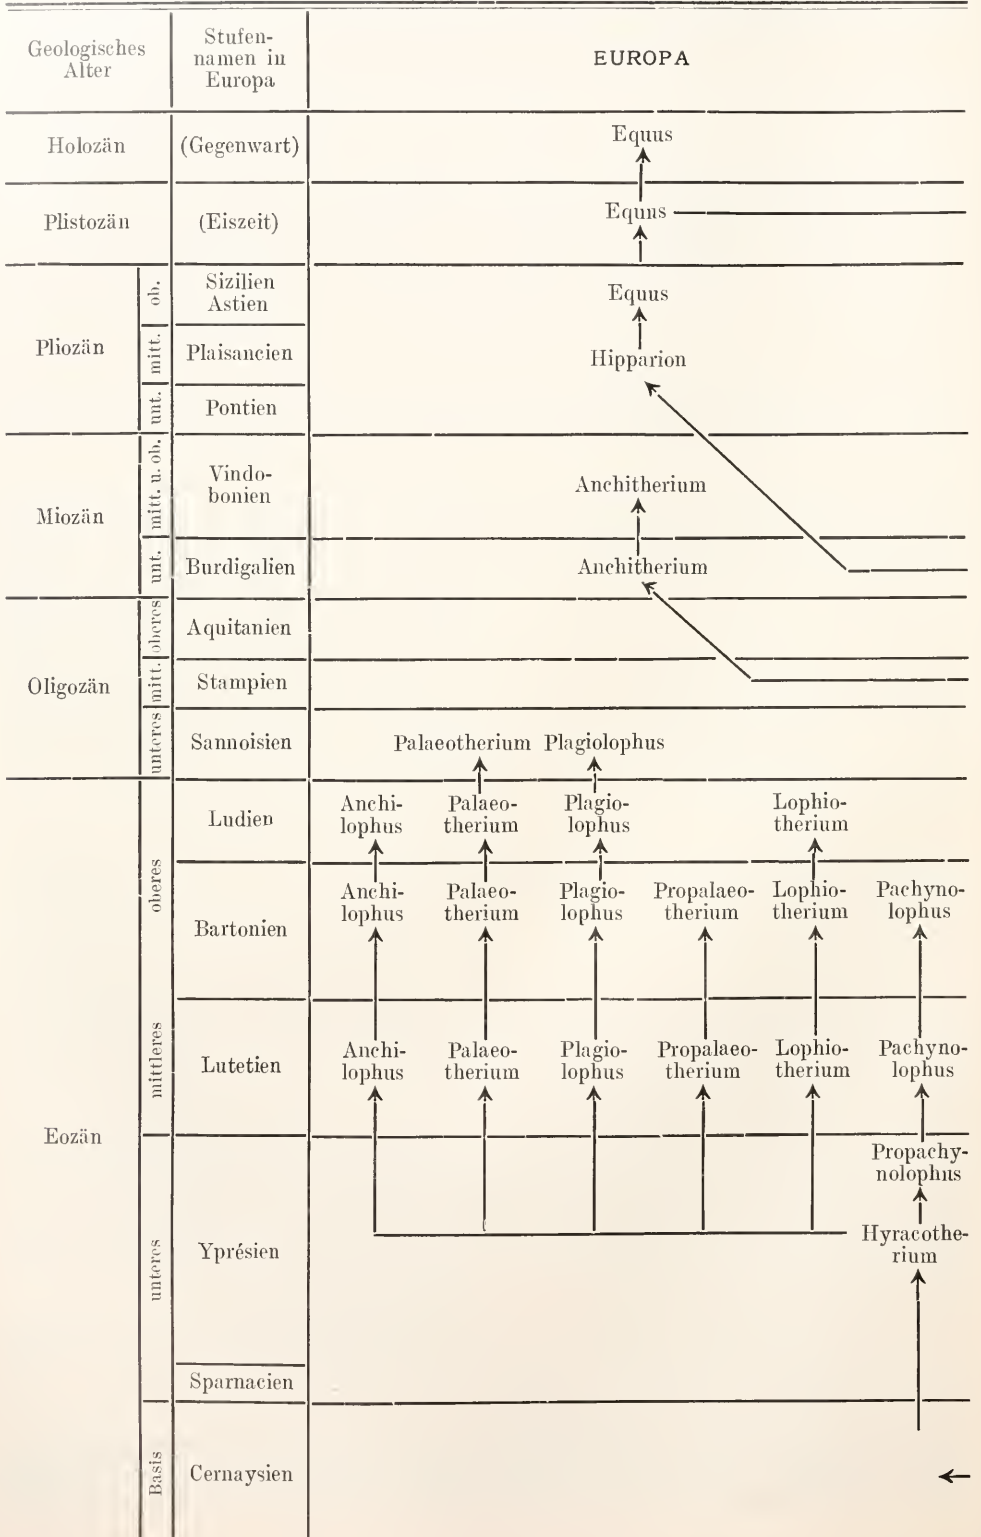 Geologisches
Alter
Stufen-
namen in
Europa
EUROPA
Holozän
(Gegenwart)
Equus
Plistozän
(Eiszeit)
Equus
Pliozän
ob.
Sizilien
Astien
Equus
mitt.
Plaisancien
Hipparion
unt.
Pontien
Miozän
mitt. u. ob.
Vindo-
bonien
Anchitherium
unt.
Burdigalien
Anchitherium
Oligozän
oberes
Aquitanien
mitt.
Stampien
unteres
Sannoisien
Palaeotherium Plagiolophus
Eozän
oberes
Ludien
Anchi-
lophus
Palaeo-
therium
Plagio-
lophus
Lophio-
therium
Bartonien
Anchi-
lophus
Palaeo-
therium
Plagio-
lophus
Propalaeo-
therium
Lophio-
therium
Pachyno-
lophus
mittleres
Lutetien
Anchi-
lophus
Palaeo-
therium
Plagio-
lophus
Propalaeo-
therium
Lophio-
therium
Pachyno-
lophus
unteres
Yprésien
Propachy-
nolophus
Hyracothe-
rium
Sparnacien
Basis
Cernaysien